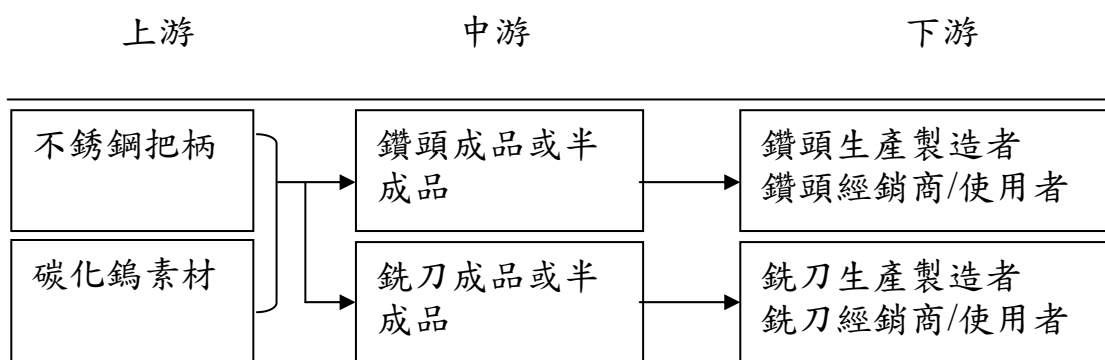 上游 中游 下游
不銹鋼把柄
鑽頭成品或半
成品
鑽頭生產製造者
鑽頭經銷商/使用者
碳化鎢素材
銑刀成品或半
成品
銑刀生產製造者
銑刀經銷商/使用者